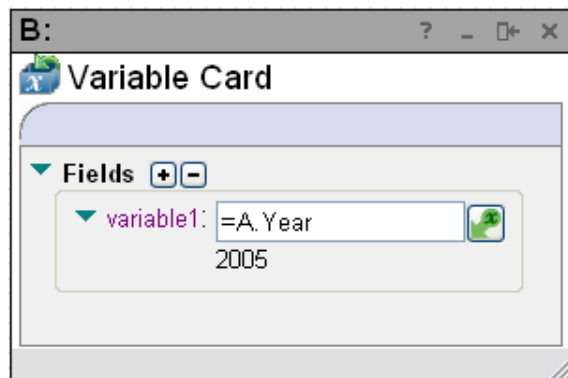 B: ?
Variable Card
Fields
variable1: =A.Year
2005